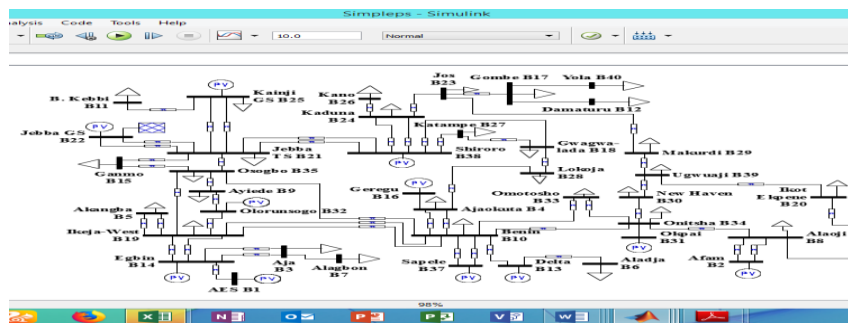 Simpleps - Simulink
nalysis Code Tools Help
10.0 Normal
B. Kebbi
B11
PV
Kainji
GS B25
Kano
B26
Kaduna
B24
Jos
B23
Gombe B17
Yola B40
Damaturu B12
Katampe B27
Jebba GS
B22
PV
Jebba
TS B21
Shiroro
B38
PV
Gwagwa-
lada B18
Makurdi B29
Ganmo
B15
Osogbo B35
Lokoja
B28
Ugwuaji B39
Ayiede B9
Geregu
B16
PV
Omotosho
B33
New Haven
B30
Ikot
Ekpene
B20
Akangba
B5
PV
Olorunsogo B32
Ajaokuta B4
Ikeja-West
B19
Benin
B10
Onitsha B34
Okpai
B31
Alaoji
B8
Egbin
B14
Aja
B3
Alagbon
B7
Sapele
B37
Delta
B13
Aladja
B6
Afam
B2
PV
AES B1
PV
PV
PV
PV
PV
98%